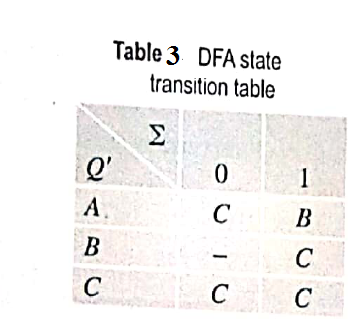 Table 3 DFA state
transition table
Σ
Q' 0 1
A. C B
B – C
C C C